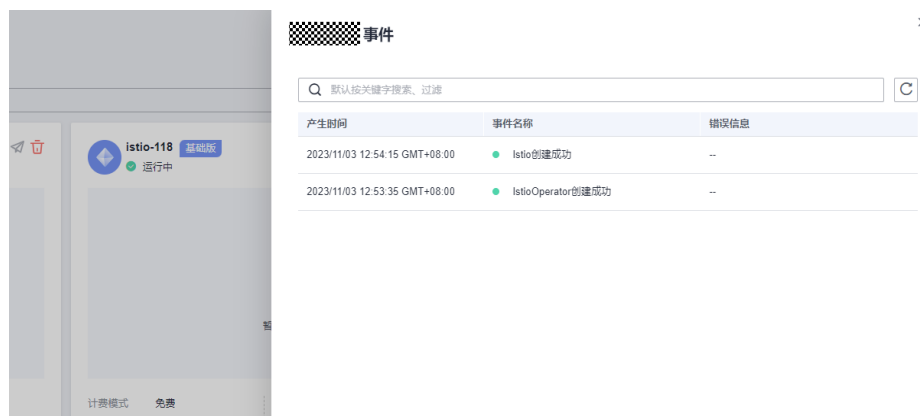 事件
默认按关键字搜索、过滤
产生时间 事件名称 错误信息
2023/11/03 12:54:15 GMT+08:00 Istio创建成功 --
2023/11/03 12:53:35 GMT+08:00 IstioOperator创建成功 --
istio-118 基础版
运行中
暂
计费模式 免费